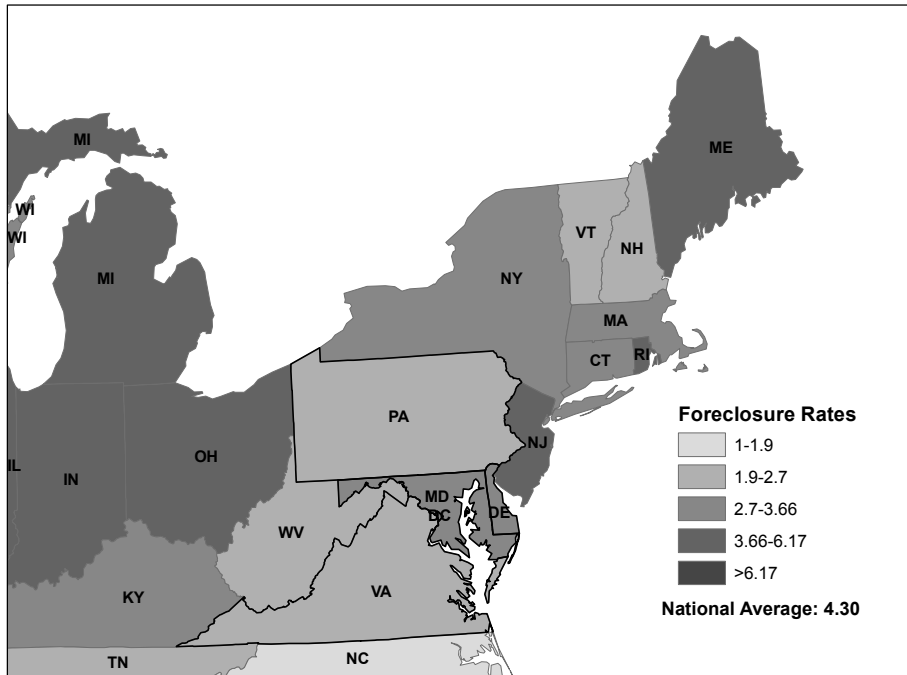 MI
ME
WI
WI
VT
NH
MI
NY
MA
CT
RI
PA
NJ
IL
IN
OH
MD
DC
DE
WV
VA
KY
TN
NC
Foreclosure Rates
1-1.9
1.9-2.7
2.7-3.66
3.66-6.17
>6.17
National Average: 4.30